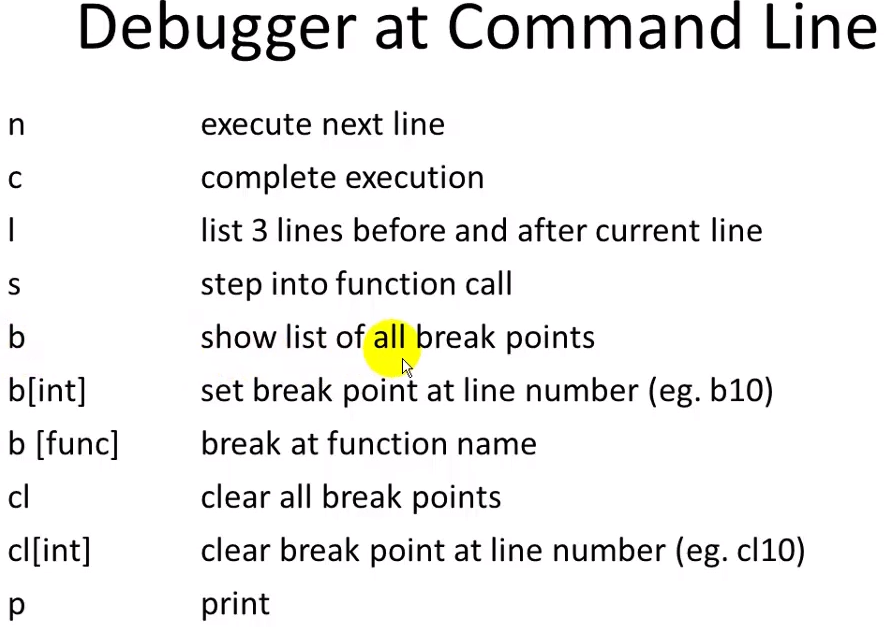 Debugger at Command Line
n execute next line
c complete execution
l list 3 lines before and after current line
s step into function call
b show list of all break points
b[int] set break point at line number (eg. b10)
b [func] break at function name
cl clear all break points
cl[int] clear break point at line number (eg. cl10)
p print